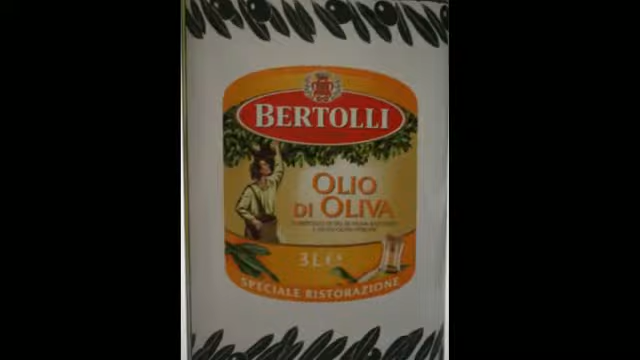 BERTOLLI
OLIO
DI OLIVA
3 L e
SPECIALE RISTORAZIONE